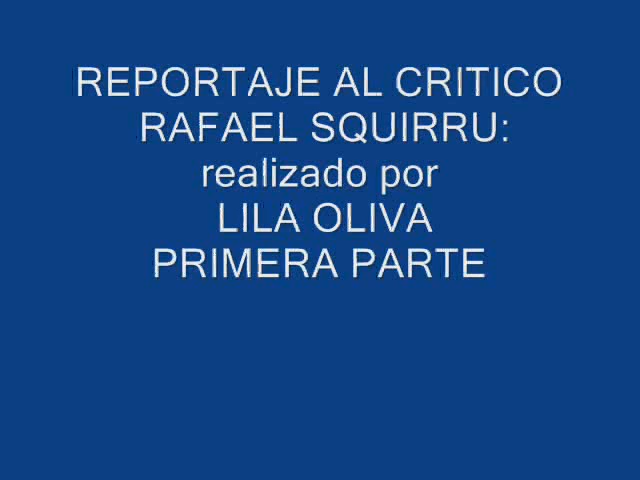 REPORTAJE AL CRITICO
RAFAEL SQUIRRU:
realizado por
LILA OLIVA
PRIMERA PARTE